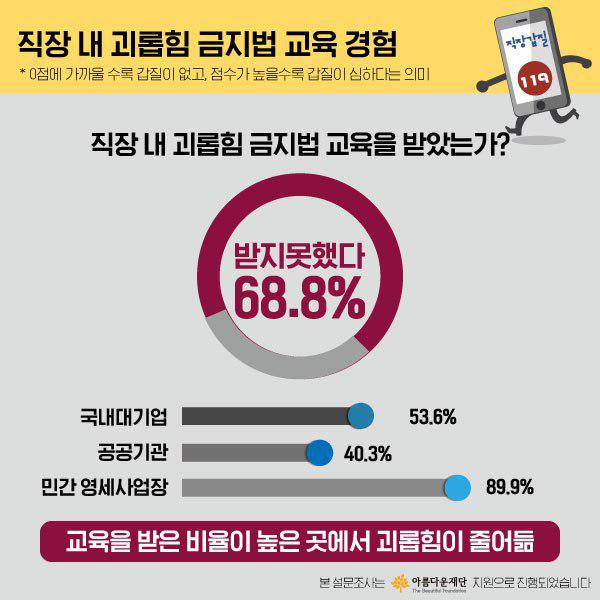 직장 내 괴롭힘 금지법 교육 경험
* 0점에 가까울 수록 갑질이 없고, 점수가 높을수록 갑질이 심하다는 의미
직장갑질
119
직장 내 괴롭힘 금지법 교육을 받았는가?
받지못했다
68.8%
국내대기업 53.6%
공공기관 40.3%
민간 영세사업장 89.9%
교육을 받은 비율이 높은 곳에서 괴롭힘이 줄어듦
본 설문조사는 아름다운재단 지원으로 진행되었습니다
The Beautiful Foundation